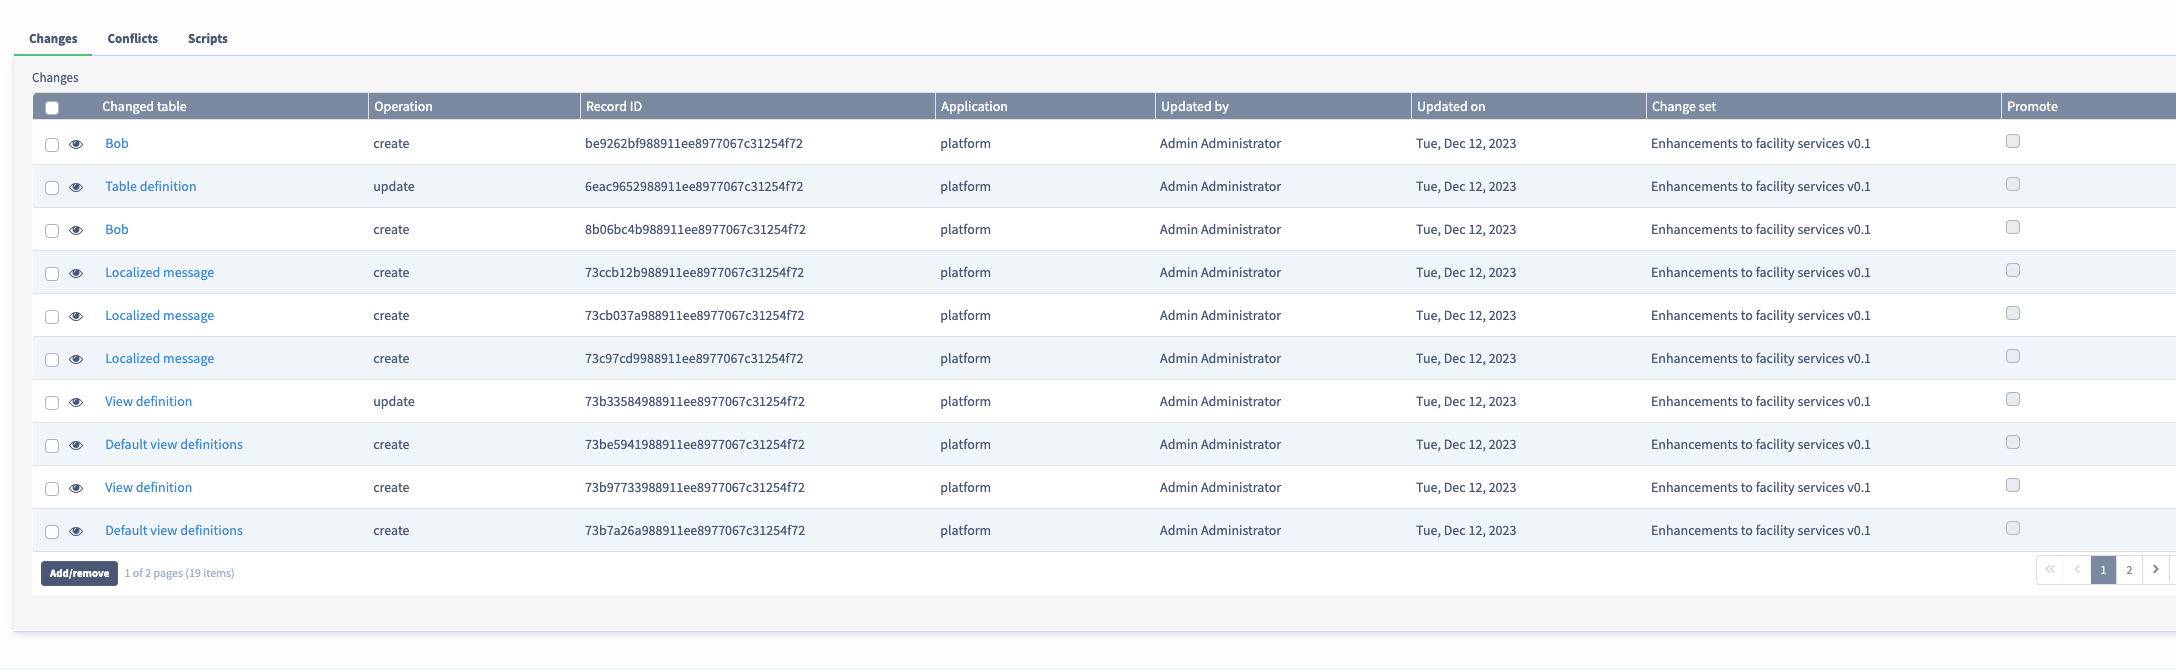 Changes Conflicts Scripts
Changes
Changed table Operation Record ID Application Updated by Updated on Change set Promote
Bob create be9262bf988911ee8977067c31254f72 platform Admin Administrator Tue, Dec 12, 2023 Enhancements to facility services v0.1
Table definition update 6eac9652988911ee8977067c31254f72 platform Admin Administrator Tue, Dec 12, 2023 Enhancements to facility services v0.1
Bob create 8b06bc4b988911ee8977067c31254f72 platform Admin Administrator Tue, Dec 12, 2023 Enhancements to facility services v0.1
Localized message create 73ccb12b988911ee8977067c31254f72 platform Admin Administrator Tue, Dec 12, 2023 Enhancements to facility services v0.1
Localized message create 73cb037a988911ee8977067c31254f72 platform Admin Administrator Tue, Dec 12, 2023 Enhancements to facility services v0.1
Localized message create 73c97cd9988911ee8977067c31254f72 platform Admin Administrator Tue, Dec 12, 2023 Enhancements to facility services v0.1
View definition update 73b33584988911ee8977067c31254f72 platform Admin Administrator Tue, Dec 12, 2023 Enhancements to facility services v0.1
Default view definitions create 73be5941988911ee8977067c31254f72 platform Admin Administrator Tue, Dec 12, 2023 Enhancements to facility services v0.1
View definition create 73b97733988911ee8977067c31254f72 platform Admin Administrator Tue, Dec 12, 2023 Enhancements to facility services v0.1
Default view definitions create 73b7a26a988911ee8977067c31254f72 platform Admin Administrator Tue, Dec 12, 2023 Enhancements to facility services v0.1
Add/remove 1 of 2 pages (19 items) 1 2